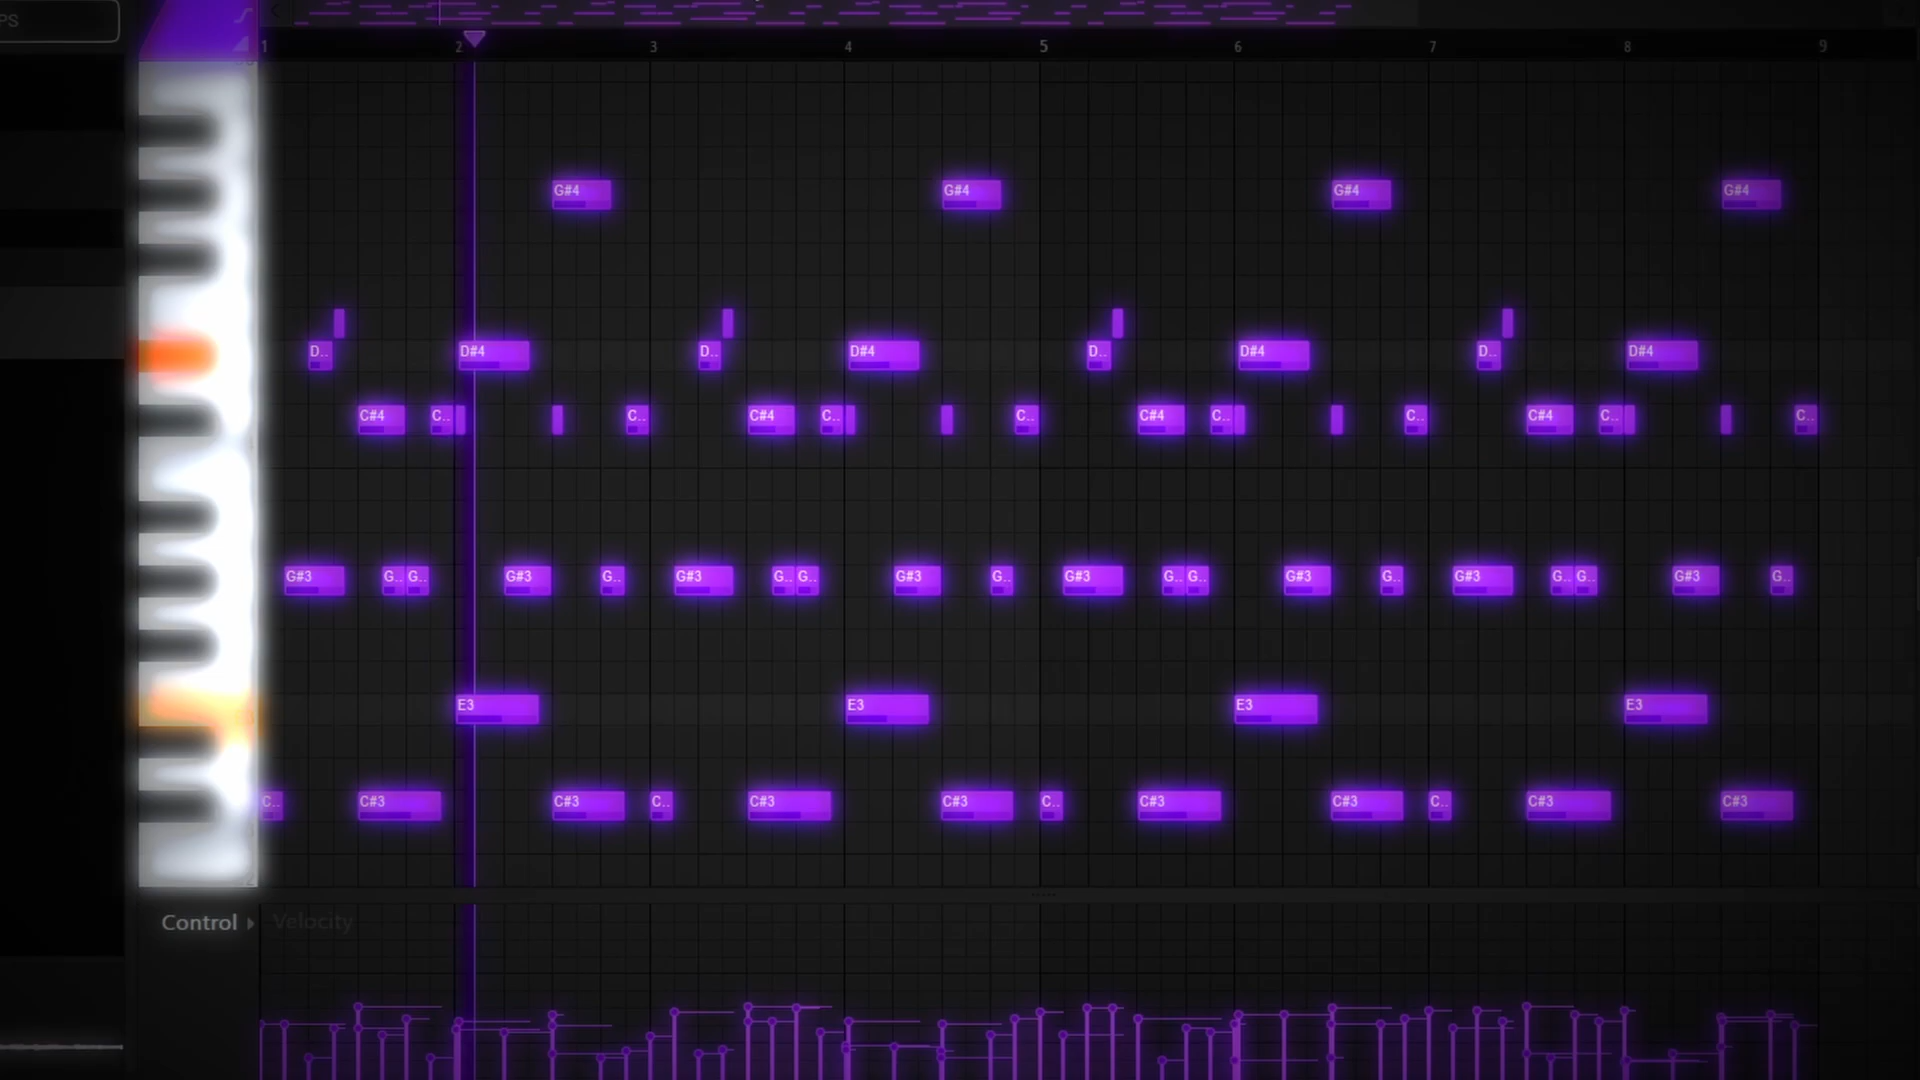 PS
1 2 3 4 5 6 7 8 9
G#4 G#4 G#4 G#4
D.. D#4 D.. D#4 D.. D#4 D.. D#4
C#4 C.. C.. C#4 C.. C.. C#4 C.. C.. C#4 C.. C..
G#3 G.. G.. G#3 G.. G#3 G.. G.. G#3 G.. G#3 G.. G.. G#3 G.. G#3 G.. G.. G#3 G..
E3 E3 E3 E3
C.. C#3 C#3 C.. C#3 C#3 C.. C#3 C#3 C.. C#3 C#3
Control Velocity